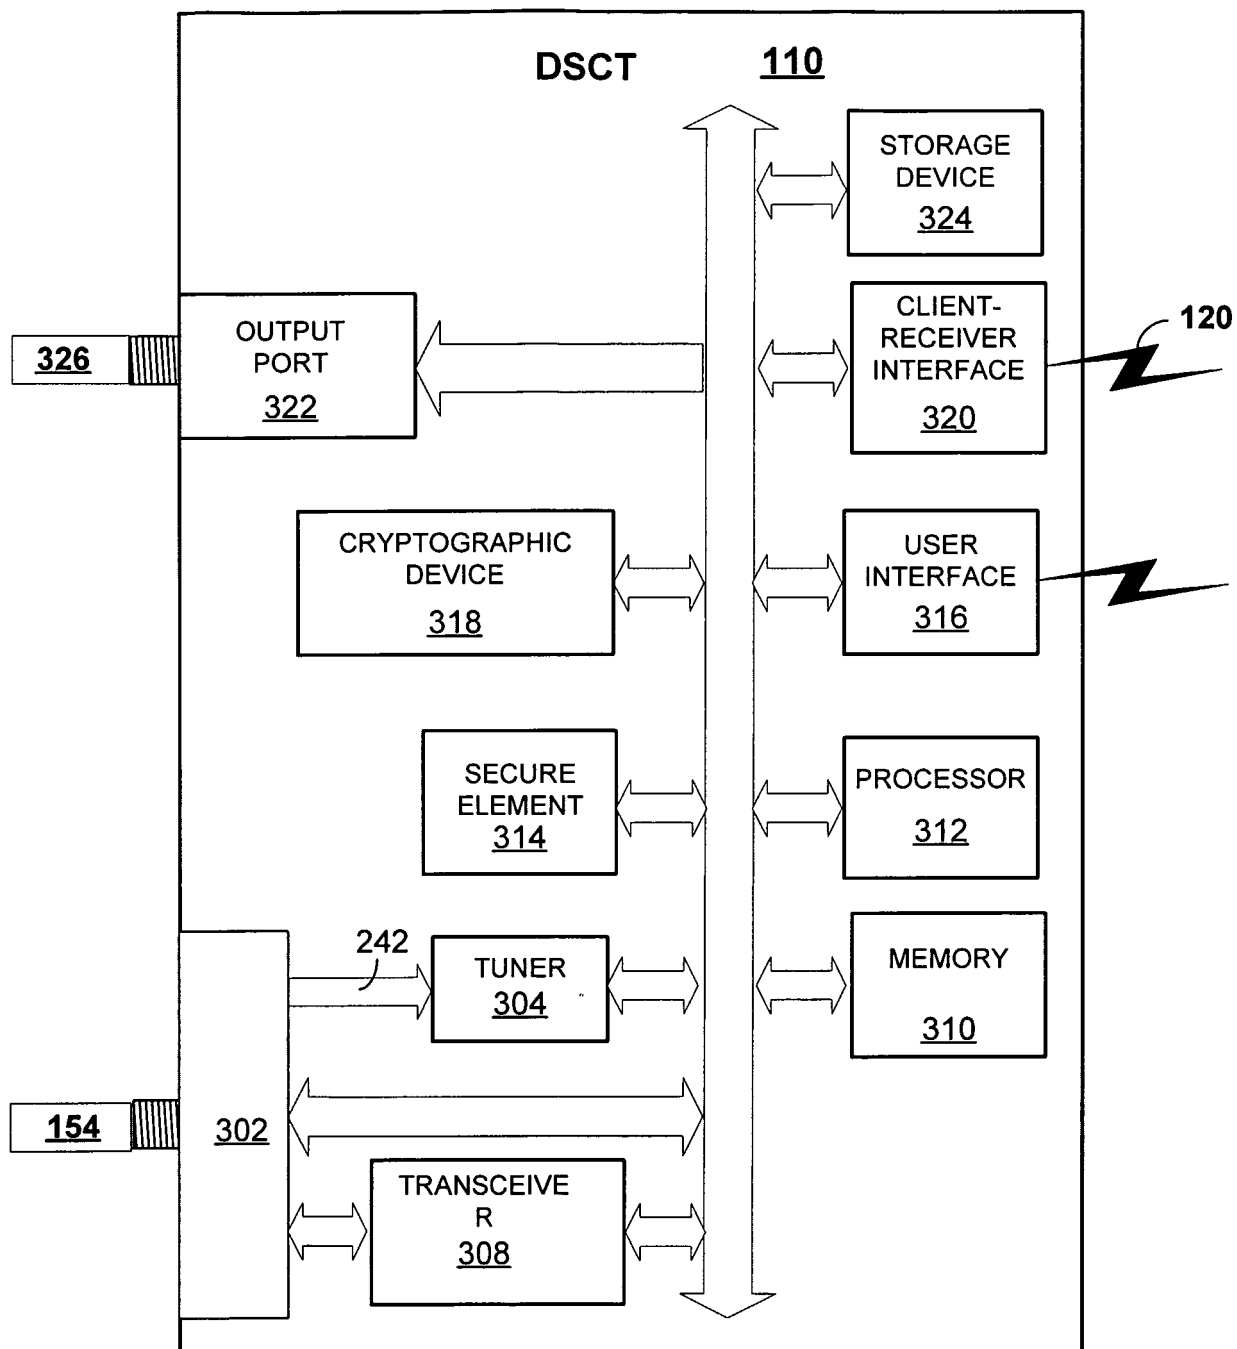 DSCT 110
STORAGE
DEVICE
324
OUTPUT
PORT
322
326
CLIENT-
RECEIVER
INTERFACE
320
120
CRYPTOGRAPHIC
DEVICE
318
USER
INTERFACE
316
SECURE
ELEMENT
314
PROCESSOR
312
242
TUNER
304
MEMORY
310
154
302
TRANSCEIVE
R
308